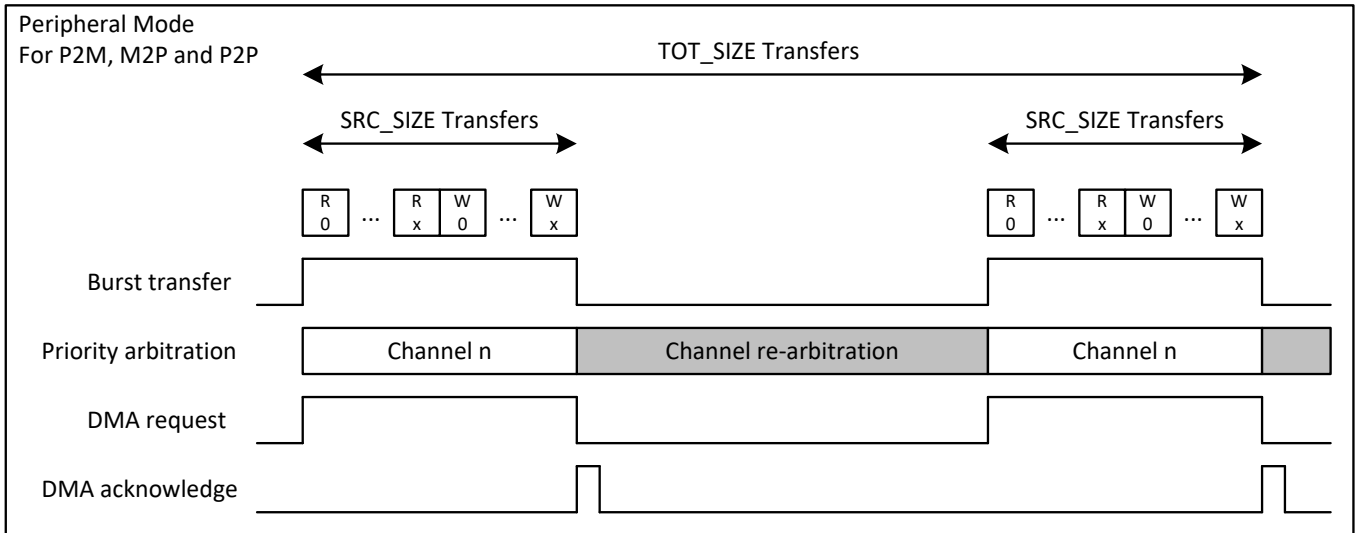 Peripheral Mode
For P2M, M2P and P2P
TOT_SIZE Transfers
SRC_SIZE Transfers SRC_SIZE Transfers
R ... R W ... W R ... R W ... W
0 x 0 x 0 x 0 x
Burst transfer
Priority arbitration Channel n Channel re-arbitration Channel n
DMA request
DMA acknowledge